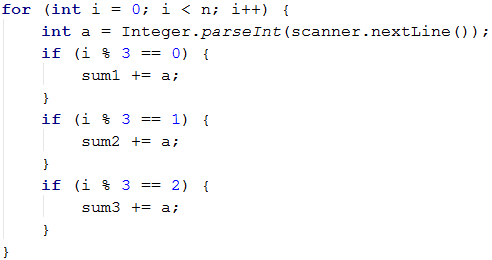 for (int i = 0; i < n; i++) {
    int a = Integer.parseInt(scanner.nextLine());
    if (i % 3 == 0) {
        sum1 += a;
    }
    if (i % 3 == 1) {
        sum2 += a;
    }
    if (i % 3 == 2) {
        sum3 += a;
    }
}